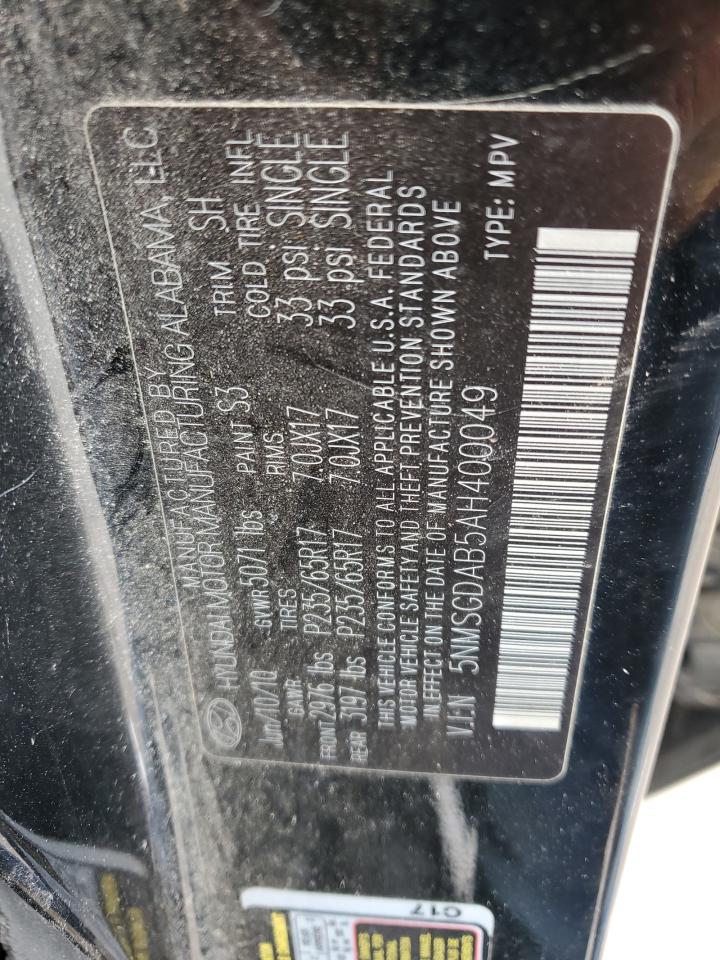 MANUFACTURED BY
HYUNDAI MOTOR MANUFACTURING ALABAMA, LLC
Jun/10/10 GVWR 5071 lbs PAINT S3 TRIM SH
GAWR TIRES RIMS COLD TIRE INFL
FRONT 2976 lbs P235/65R17 7.0JX17 33 psi SINGLE
REAR 3197 lbs P235/65R17 7.0JX17 33 psi SINGLE
THIS VEHICLE CONFORMS TO ALL APPLICABLE U.S.A. FEDERAL
MOTOR VEHICLE SAFETY AND THEFT PREVENTION STANDARDS
IN EFFECT ON THE DATE OF MANUFACTURE SHOWN ABOVE
V.I.N 5NMSGDAB5AH400049 TYPE: MPV
C17